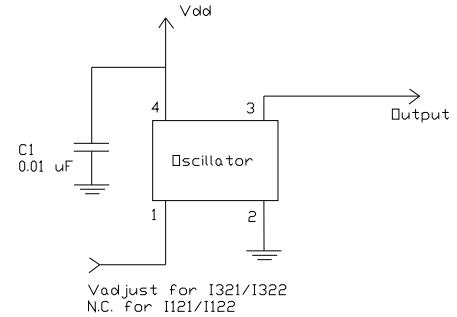 Vdd
4
3
Output
C1
0.01 uF
Oscillator
1
2
Vadjust for I321/I322
N.C. for I121/I122